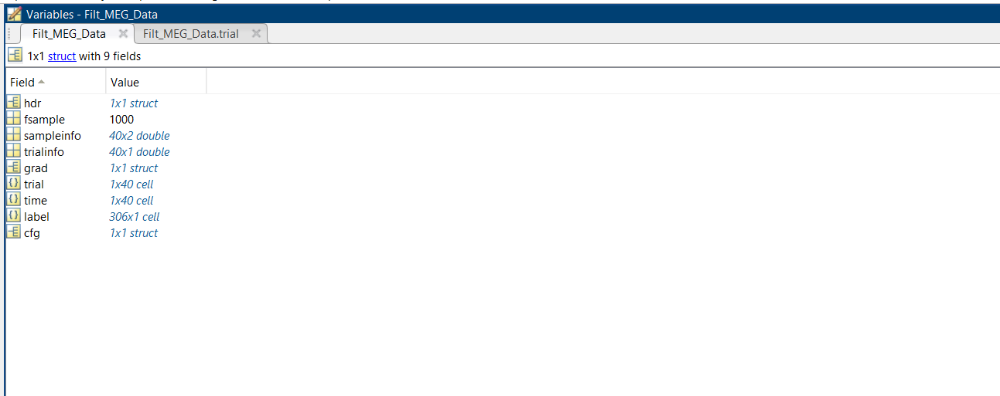 Variables - Filt_MEG_Data
Filt_MEG_Data Filt_MEG_Data.trial
1x1 struct with 9 fields
Field Value
hdr 1x1 struct
fsample 1000
sampleinfo 40x2 double
trialinfo 40x1 double
grad 1x1 struct
trial 1x40 cell
time 1x40 cell
label 306x1 cell
cfg 1x1 struct